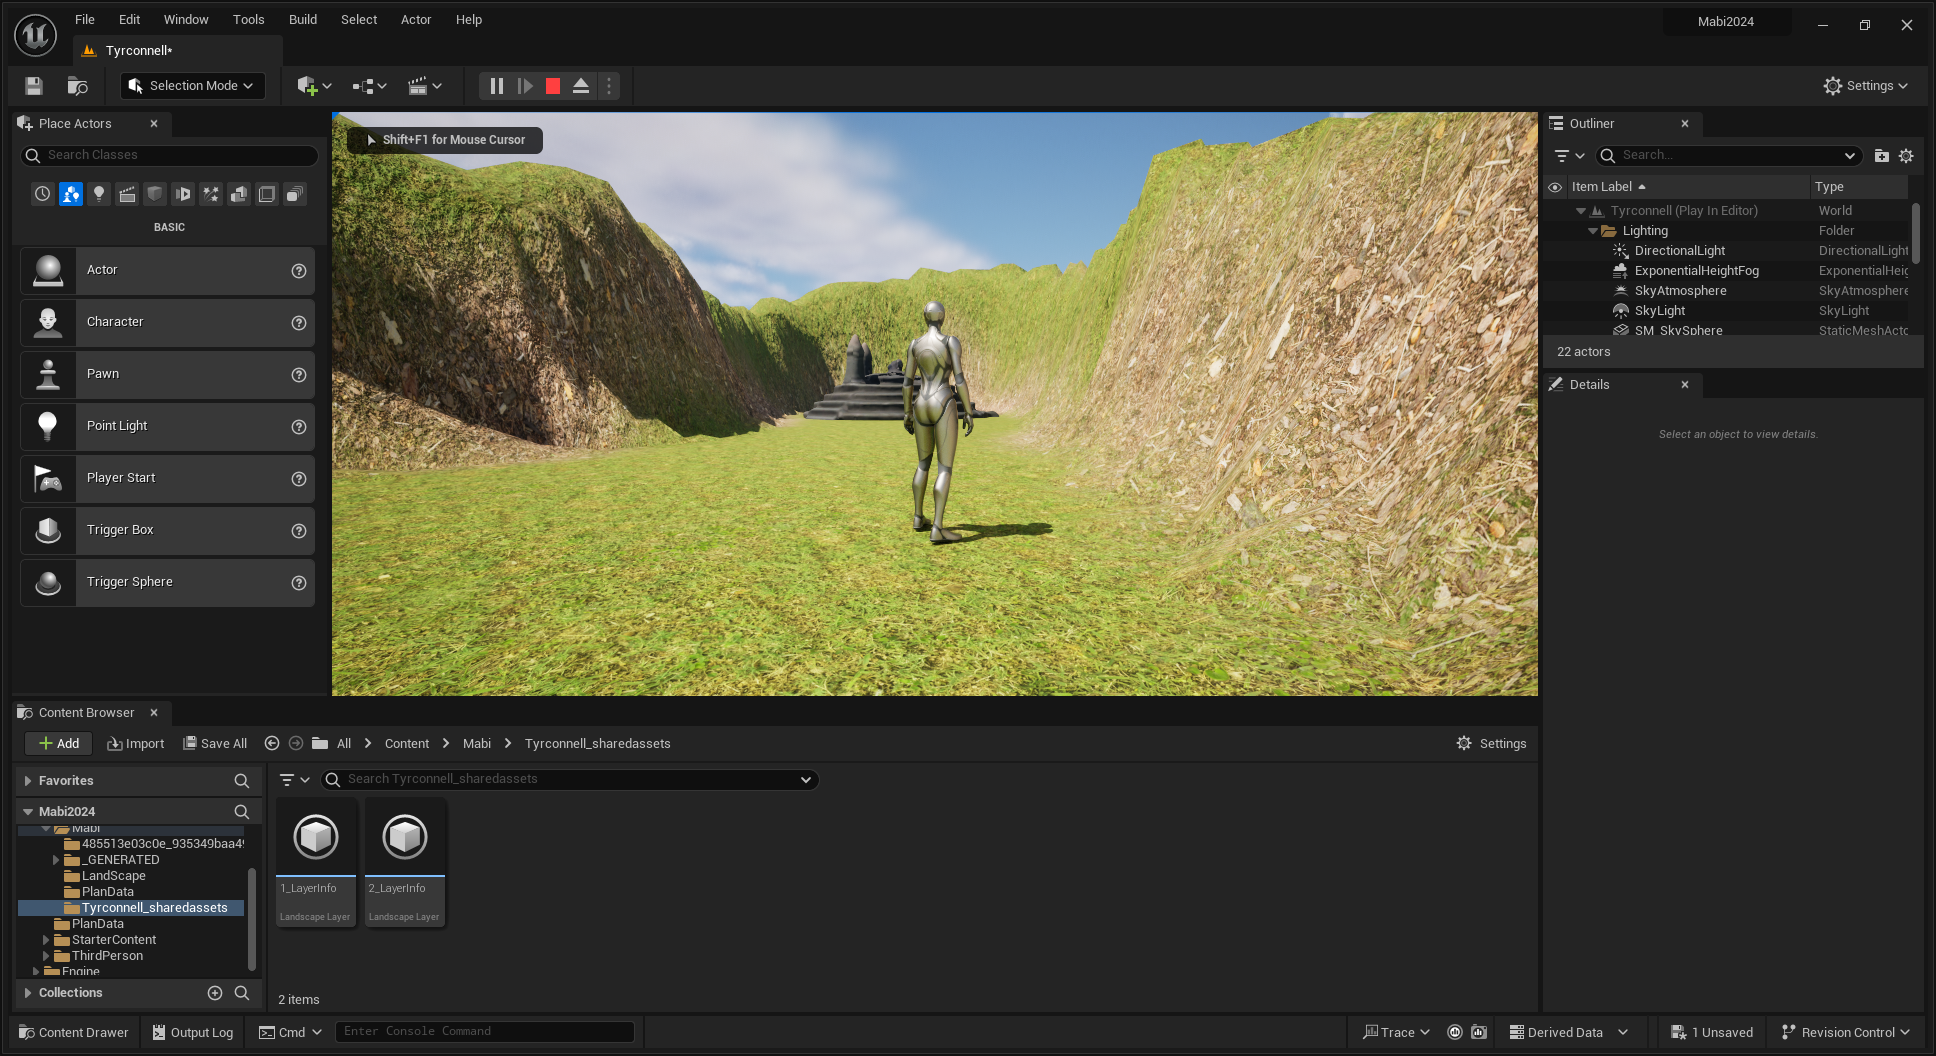 File Edit Window Tools Build Select Actor Help
Mabi2024
Tyrconnell*
Selection Mode
Settings
Place Actors
Search Classes
BASIC
Actor
Character
Pawn
Point Light
Player Start
Trigger Box
Trigger Sphere
Shift+F1 for Mouse Cursor
Outliner
Search...
Item Label Type
Tyrconnell (Play In Editor) World
Lighting Folder
DirectionalLight DirectionalLight
ExponentialHeightFog ExponentialHeig
SkyAtmosphere SkyAtmosphere
SkyLight SkyLight
SM_SkySphere StaticMeshActo
22 actors
Details
Select an object to view details.
Content Browser
Add Import Save All All Content Mabi Tyrconnell_sharedassets
Settings
Favorites
Mabi2024
Mabi
485513e03c0e_935349baa49
_GENERATED
LandScape
PlanData
Tyrconnell_sharedassets
PlanData
StarterContent
ThirdPerson
Engine
Collections
Search Tyrconnell_sharedassets
1_LayerInfo
Landscape Layer
2_LayerInfo
Landscape Layer
2 items
Content Drawer Output Log Cmd Enter Console Command
Trace Derived Data 1 Unsaved Revision Control